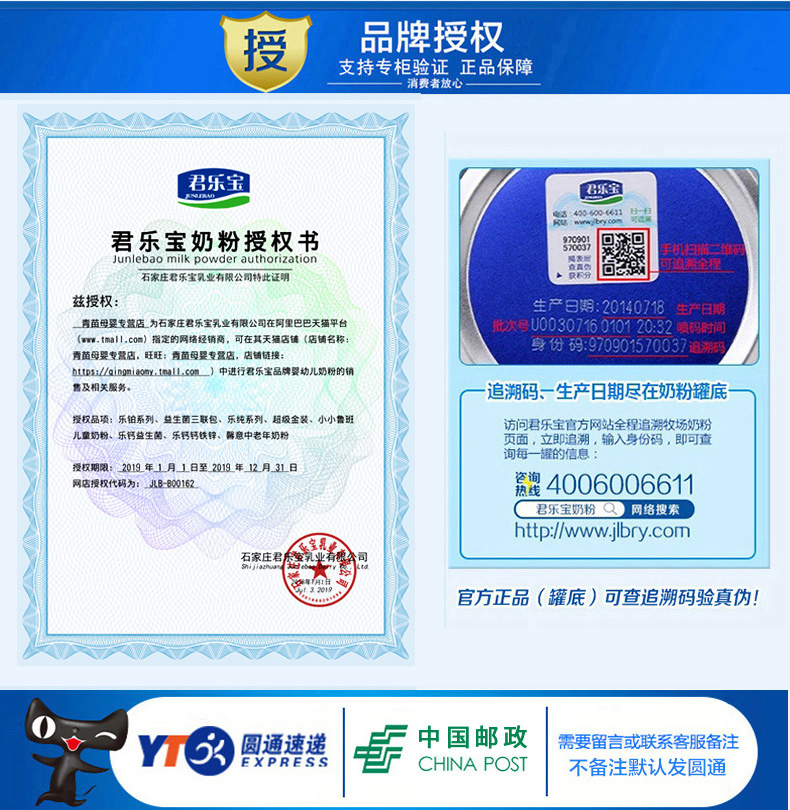 授
品牌授权
支持专柜验证 正品保障
消费者放心
君乐宝
JUNLEBAO
君乐宝奶粉授权书
Junlebao milk powder authorization
石家庄君乐宝乳业有限公司特此证明
兹授权：
青苗母婴专营店 为石家庄君乐宝乳业有限公司在阿里巴巴天猫平台
（www.tmall.com）指定的网络经销商，可在其天猫店铺（店铺名称：
青苗母婴专营店，旺旺：青苗母婴专营店，店铺链接：
https://qingmiaomy.tmall.com ）中进行君乐宝品牌婴幼儿奶粉的销
售及相关服务。
授权品项：乐铂系列、益生菌三联包、乐纯系列、超级金装、小小鲁班
儿童奶粉、乐钙益生菌、乐钙钙铁锌、馨意中老年奶粉
授权期限： 2019 年 1 月 1 日至 2019 年 12 月 31 日
网店授权代码为： JLB-B00162
石家庄君乐宝乳业有限公司
君乐宝
JUNLEBAO
电话：400-600-6611
网站：www.jlbry.com
扫一扫
可追溯
970901
570037
揭表层
查真伪
获积分
手机扫描二维码
可追溯全程
生产日期:20140718 生产日期
批次号 U0030716 0101 20:32 喷码时间
身份码:970901570037 追溯码
追溯码、生产日期尽在奶粉罐底
访问君乐宝官方网站全程追溯牧场奶粉
页面，立即追溯，输入身份码，即可查
询每一罐的信息：
咨询
热线 4006006611
君乐宝奶粉 网络搜索
http://www.jlbry.com
官方正品（罐底）可查追溯码验真伪！
YTO 圆通速递
EXPRESS
中国邮政
CHINA POST
需要留言或联系客服备注
不备注默认发圆通